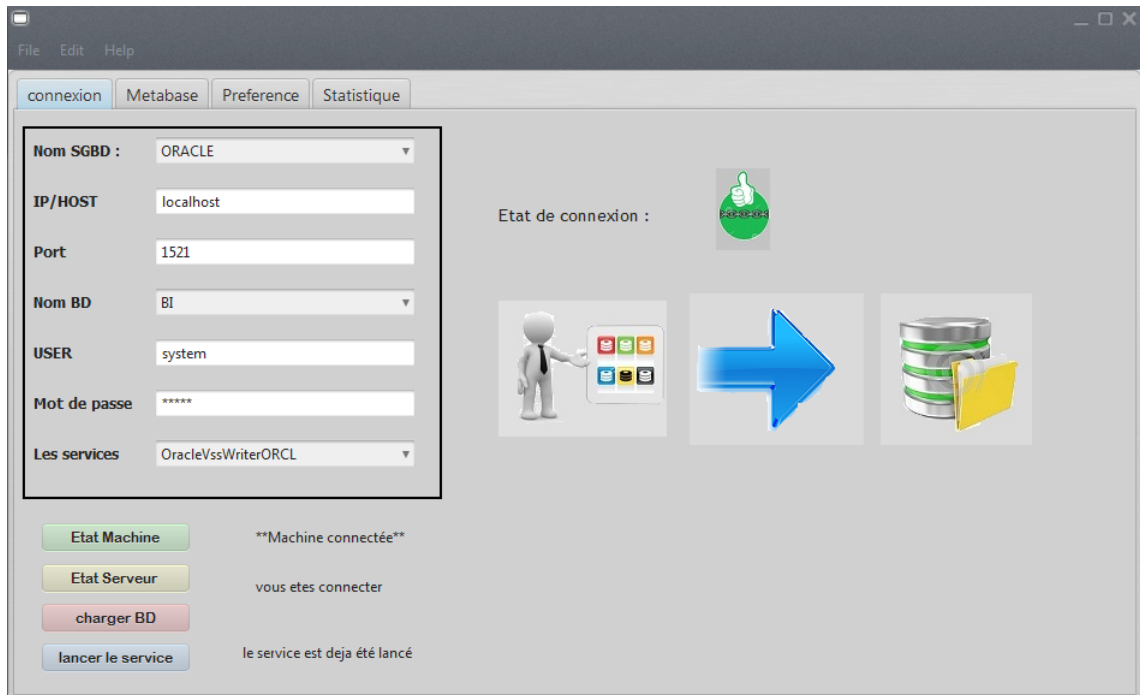 File Edit Help
connexion Metabase Preference Statistique
Nom SGBD : ORACLE
IP/HOST localhost
Etat de connexion :
Port 1521
Nom BD BI
USER system
Mot de passe *****
Les services OracleVssWriterORCL
Etat Machine **Machine connectée**
Etat Serveur vous etes connecter
charger BD
lancer le service le service est deja été lancé